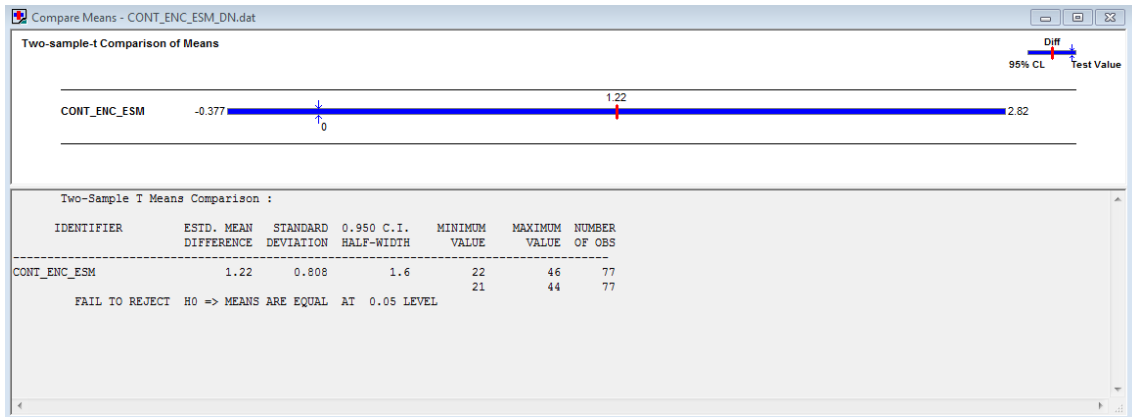 Compare Means - CONT_ENC_ESM_DN.dat
Two-sample-t Comparison of Means
Diff
95% CL Test Value
1.22
CONT_ENC_ESM -0.377 2.82
0
Two-Sample T Means Comparison :
IDENTIFIER ESTD. MEAN STANDARD 0.950 C.I. MINIMUM MAXIMUM NUMBER
DIFFERENCE DEVIATION HALF-WIDTH VALUE VALUE OF OBS
CONT_ENC_ESM 1.22 0.808 1.6 22 46 77
21 44 77
FAIL TO REJECT H0 => MEANS ARE EQUAL AT 0.05 LEVEL